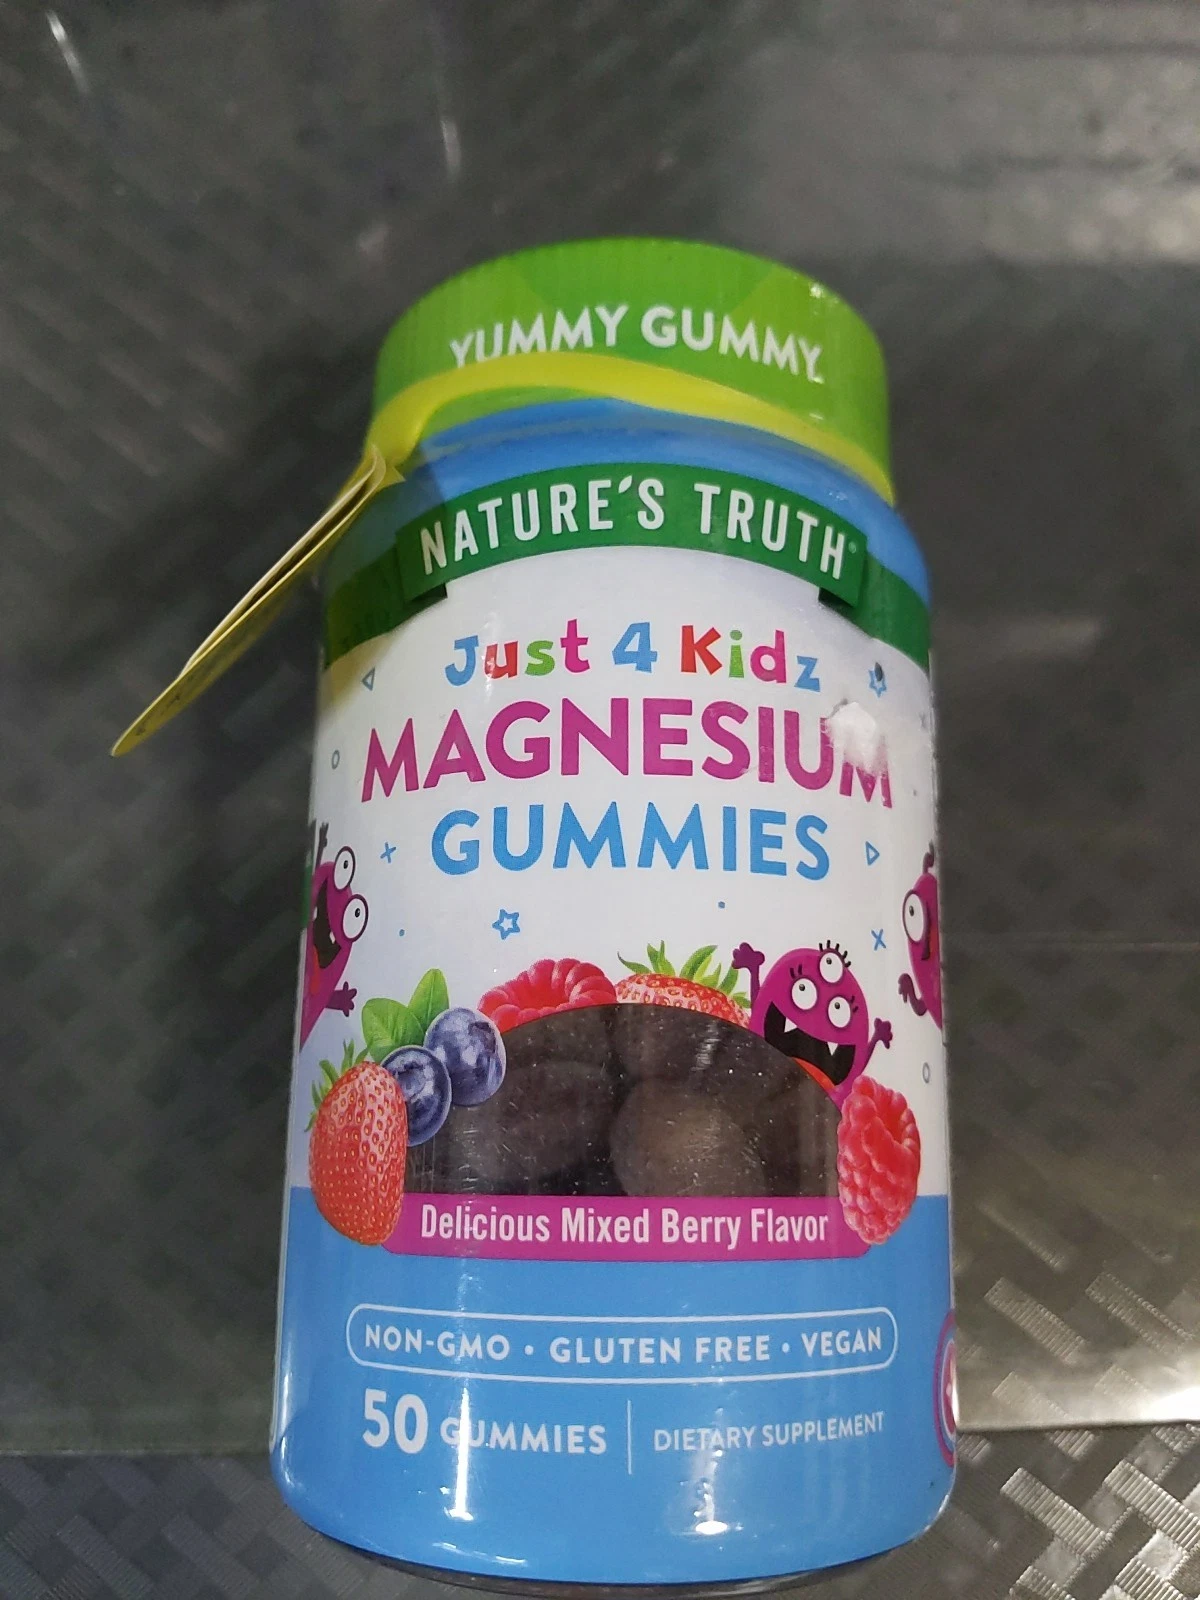 YUMMY GUMMY
NATURE'S TRUTH®
Just 4 Kidz
MAGNESIUM
GUMMIES
Delicious Mixed Berry Flavor
NON-GMO • GLUTEN FREE • VEGAN
50 GUMMIES | DIETARY SUPPLEMENT